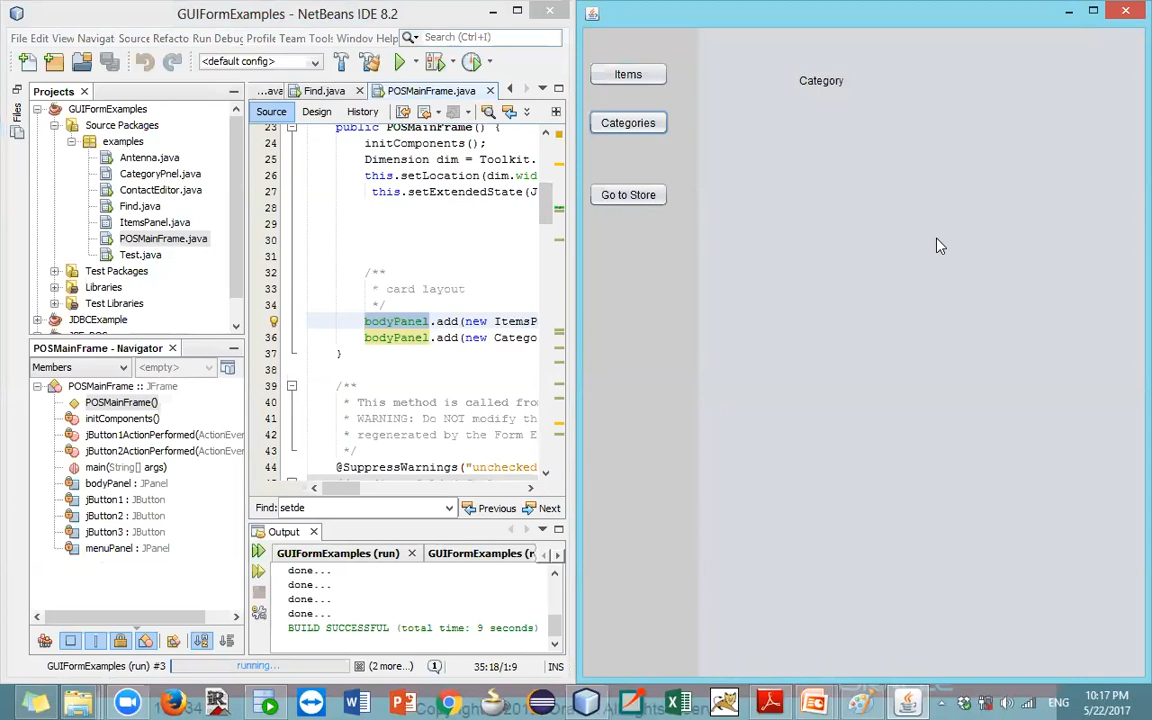 GUIFormExamples - NetBeans IDE 8.2
File Edit View Navigat Source Refacto Run Debug Profile Team Tools Window Help
Search (Ctrl+I)
<default config>
Projects
GUIFormExamples
Source Packages
examples
Antenna.java
CategoryPnel.java
ContactEditor.java
Find.java
ItemsPanel.java
POSMainFrame.java
Test.java
Test Packages
Libraries
Test Libraries
JDBCExample
Files
POSMainFrame - Navigator
Members
<empty>
POSMainFrame :: JFrame
POSMainFrame()
initComponents()
jButton1ActionPerformed(ActionEve
jButton2ActionPerformed(ActionEve
main(String[] args)
bodyPanel : JPanel
jButton1 : JButton
jButton2 : JButton
jButton3 : JButton
menuPanel : JPanel
...ava
Find.java
POSMainFrame.java
Source
Design
History
23 public POSMainFrame() {
24 initComponents();
25 Dimension dim = Toolkit.
26 this.setLocation(dim.wid
27 this.setExtendedState(J
28
29
30
31
32 /**
33 * card layout
34 */
bodyPanel.add(new ItemsP
36 bodyPanel.add(new Catego
37 }
38
39 /**
40 * This method is called from
41 * WARNING: Do NOT modify th
42 * regenerated by the Form E
43 */
44 @SuppressWarnings("unchecked
Find: setde
Previous
Next
Output
GUIFormExamples (run)
GUIFormExamples (r
done...
done...
done...
done...
BUILD SUCCESSFUL (total time: 9 seconds)
GUIFormExamples (run) #3
running...
(2 more...)
1
35:18/1:9
INS
Items
Categories
Go to Store
Category
ENG
10:17 PM
5/22/2017